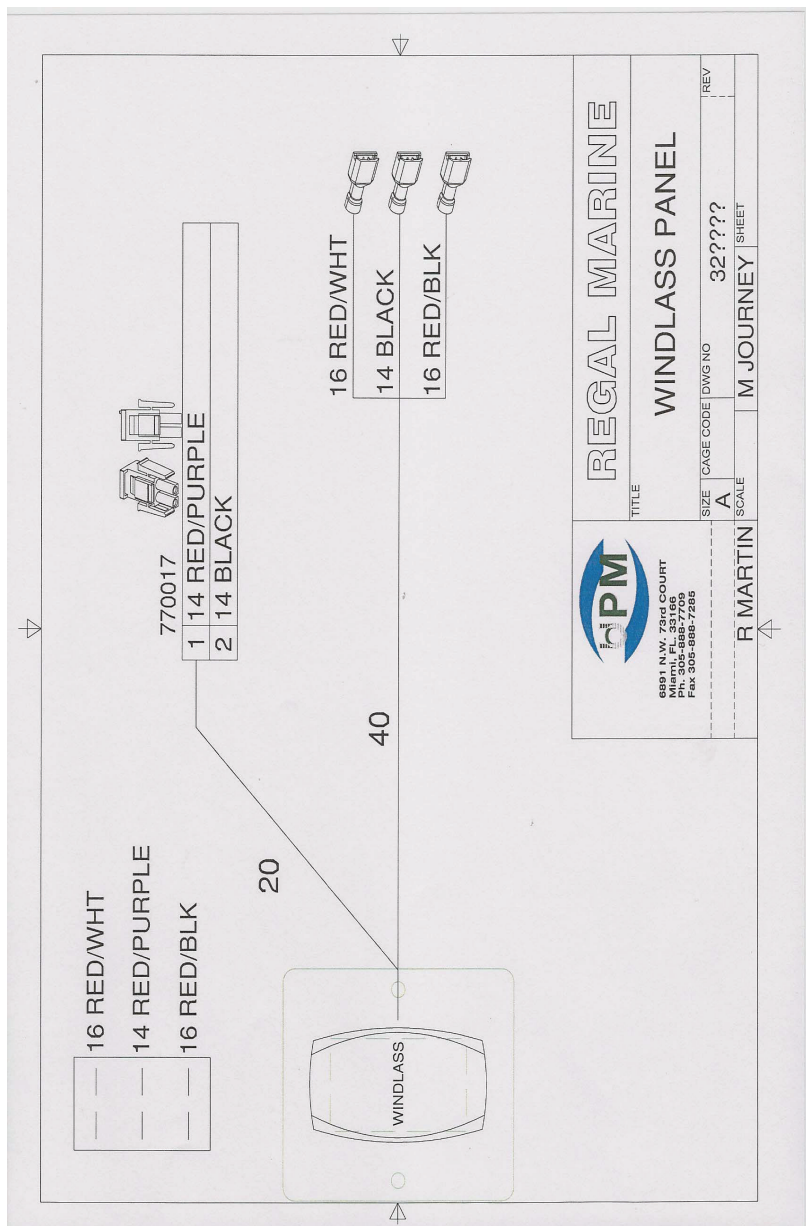 16 RED/WHT
14 RED/PURPLE
16 RED/BLK
770017
1 14 RED/PURPLE
2 14 BLACK
20
40
16 RED/WHT
14 BLACK
16 RED/BLK
WINDLASS
PM
6891 N.W. 73rd COURT
Miami, FL. 33166
Ph. 305-888-7709
Fax 305-888-7285
REGAL MARINE
TITLE
WINDLASS PANEL
SIZE
A
CAGE CODE
DWG NO
32????
REV
R MARTIN
SCALE
M JOURNEY
SHEET